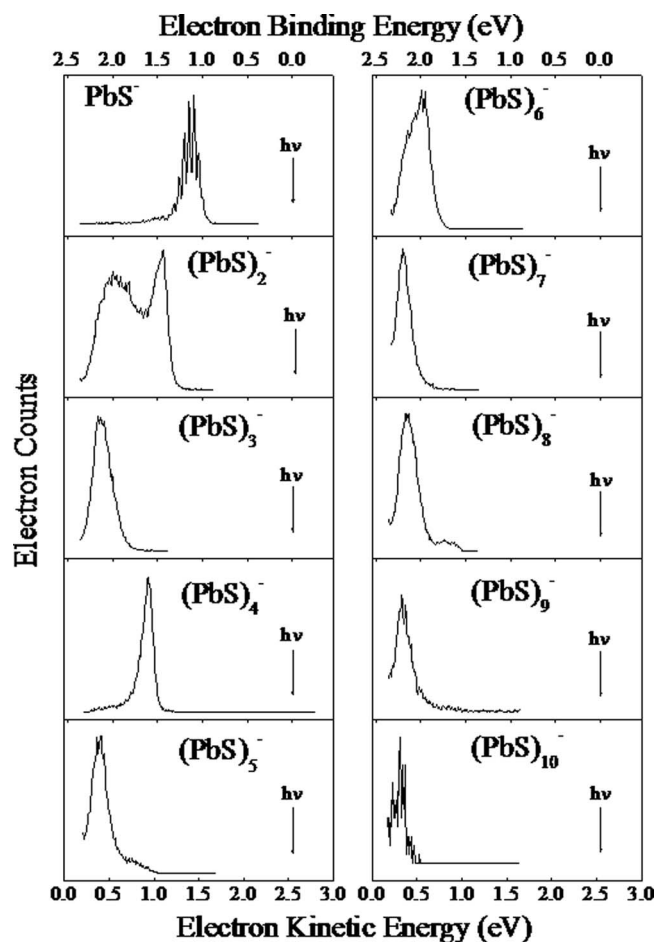 Electron Binding Energy (eV)
2.5 2.0 1.5 1.0 0.5 0.0 2.5 2.0 1.5 1.0 0.5 0.0
PbS⁻
hν
(PbS)₆⁻
hν
(PbS)₂⁻
hν
(PbS)₇⁻
hν
(PbS)₃⁻
hν
(PbS)₈⁻
hν
(PbS)₄⁻
hν
(PbS)₉⁻
hν
(PbS)₅⁻
hν
(PbS)₁₀⁻
hν
Electron Counts
0.0 0.5 1.0 1.5 2.0 2.5 3.0 0.0 0.5 1.0 1.5 2.0 2.5 3.0
Electron Kinetic Energy (eV)